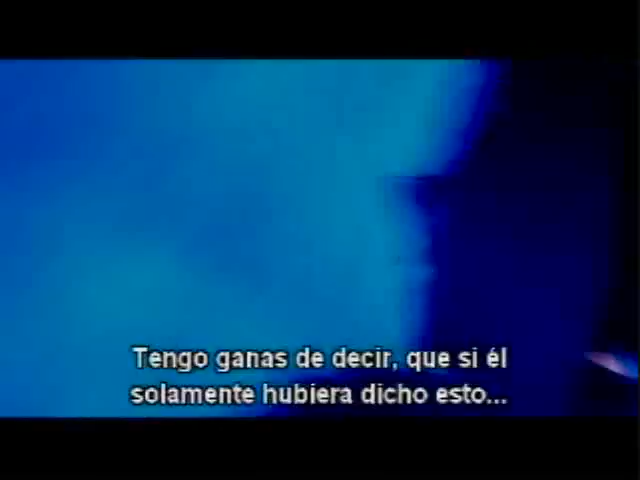 Tengo ganas de decir, que si él
solamente hubiera dicho esto...